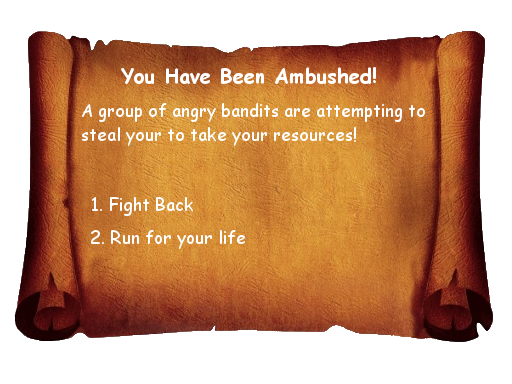 You Have Been Ambushed!
A group of angry bandits are attempting to
steal your to take your resources!
1. Fight Back
2. Run for your life